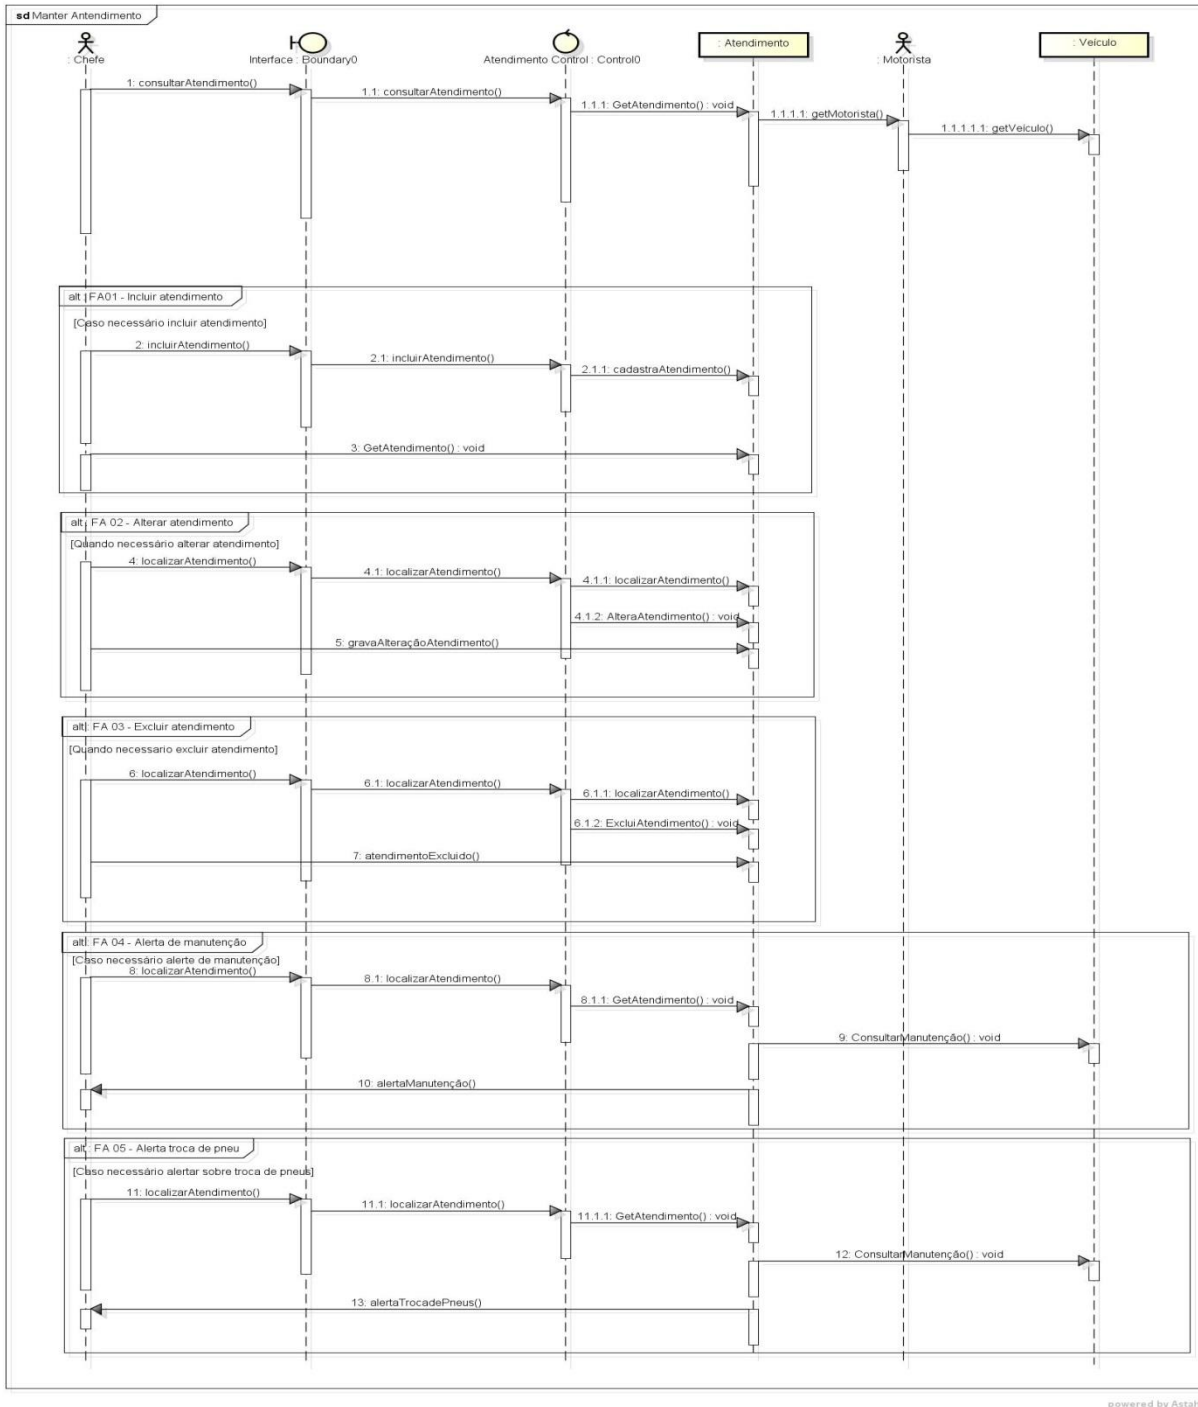 sd Manter Antendimento
: Chefe
Interface : Boundary0
Atendimento Control : Control0
: Atendimento
: Motorista
: Veículo
1: consultarAtendimento()
1.1: consultarAtendimento()
1.1.1: GetAtendimento() : void
1.1.1.1: getMotorista()
1.1.1.1.1: getVeículo()
alt : FA01 - Incluir atendimento
[Caso necessário incluir atendimento]
2: incluirAtendimento()
2.1: incluirAtendimento()
2.1.1: cadastraAtendimento()
3: GetAtendimento() : void
alt : FA 02 - Alterar atendimento
[Quando necessário alterar atendimento]
4: localizarAtendimento()
4.1: localizarAtendimento()
4.1.1: localizarAtendimento()
4.1.2: AlteraAtendimento() : void
5: gravaAlteraçãoAtendimento()
alt : FA 03 - Excluir atendimento
[Quando necessario excluir atendimento]
6: localizarAtendimento()
6.1: localizarAtendimento()
6.1.1: localizarAtendimento()
6.1.2: ExcluiAtendimento() : void
7: atendimentoExcluido()
alt : FA 04 - Alerta de manutenção
[Caso necessário alerte de manutenção]
8: localizarAtendimento()
8.1: localizarAtendimento()
8.1.1: GetAtendimento() : void
9: ConsultarManutenção() : void
10: alertaManutenção()
alt : FA 05 - Alerta troca de pneu
[Caso necessário alertar sobre troca de pneus]
11: localizarAtendimento()
11.1: localizarAtendimento()
11.1.1: GetAtendimento() : void
12: ConsultarManutenção() : void
13: alertaTrocadePneus()
powered by Astah